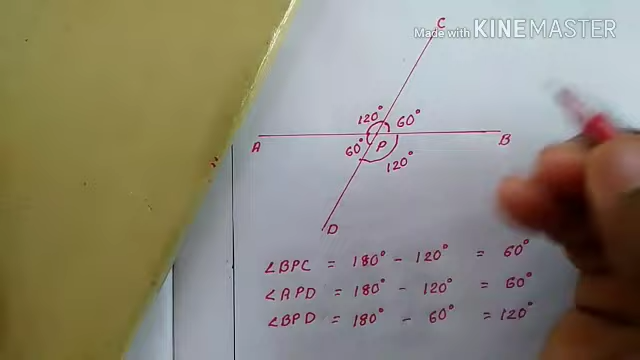 Made with KINEMASTER
C
120° 60°
A 60° P B
120°
D
∠BPC = 180° - 120° = 60°
∠APD = 180° - 120° = 60°
∠BPD = 180° - 60° = 120°